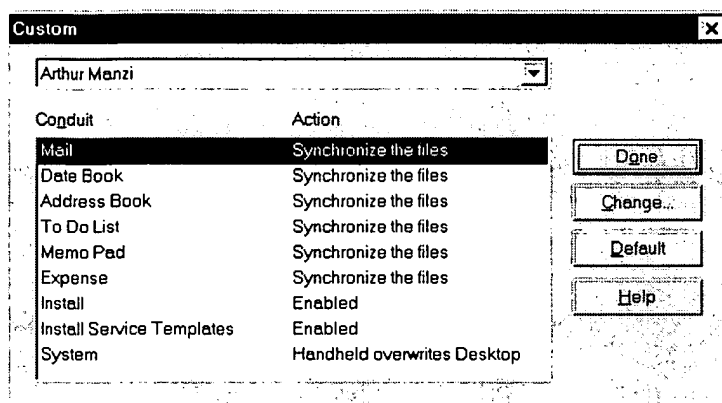 Custom
Arthur Manzi
Conduit Action
Mail Synchronize the files
Date Book Synchronize the files
Address Book Synchronize the files
To Do List Synchronize the files
Memo Pad Synchronize the files
Expense Synchronize the files
Install Enabled
Install Service Templates Enabled
System Handheld overwrites Desktop
Done
Change...
Default
Help